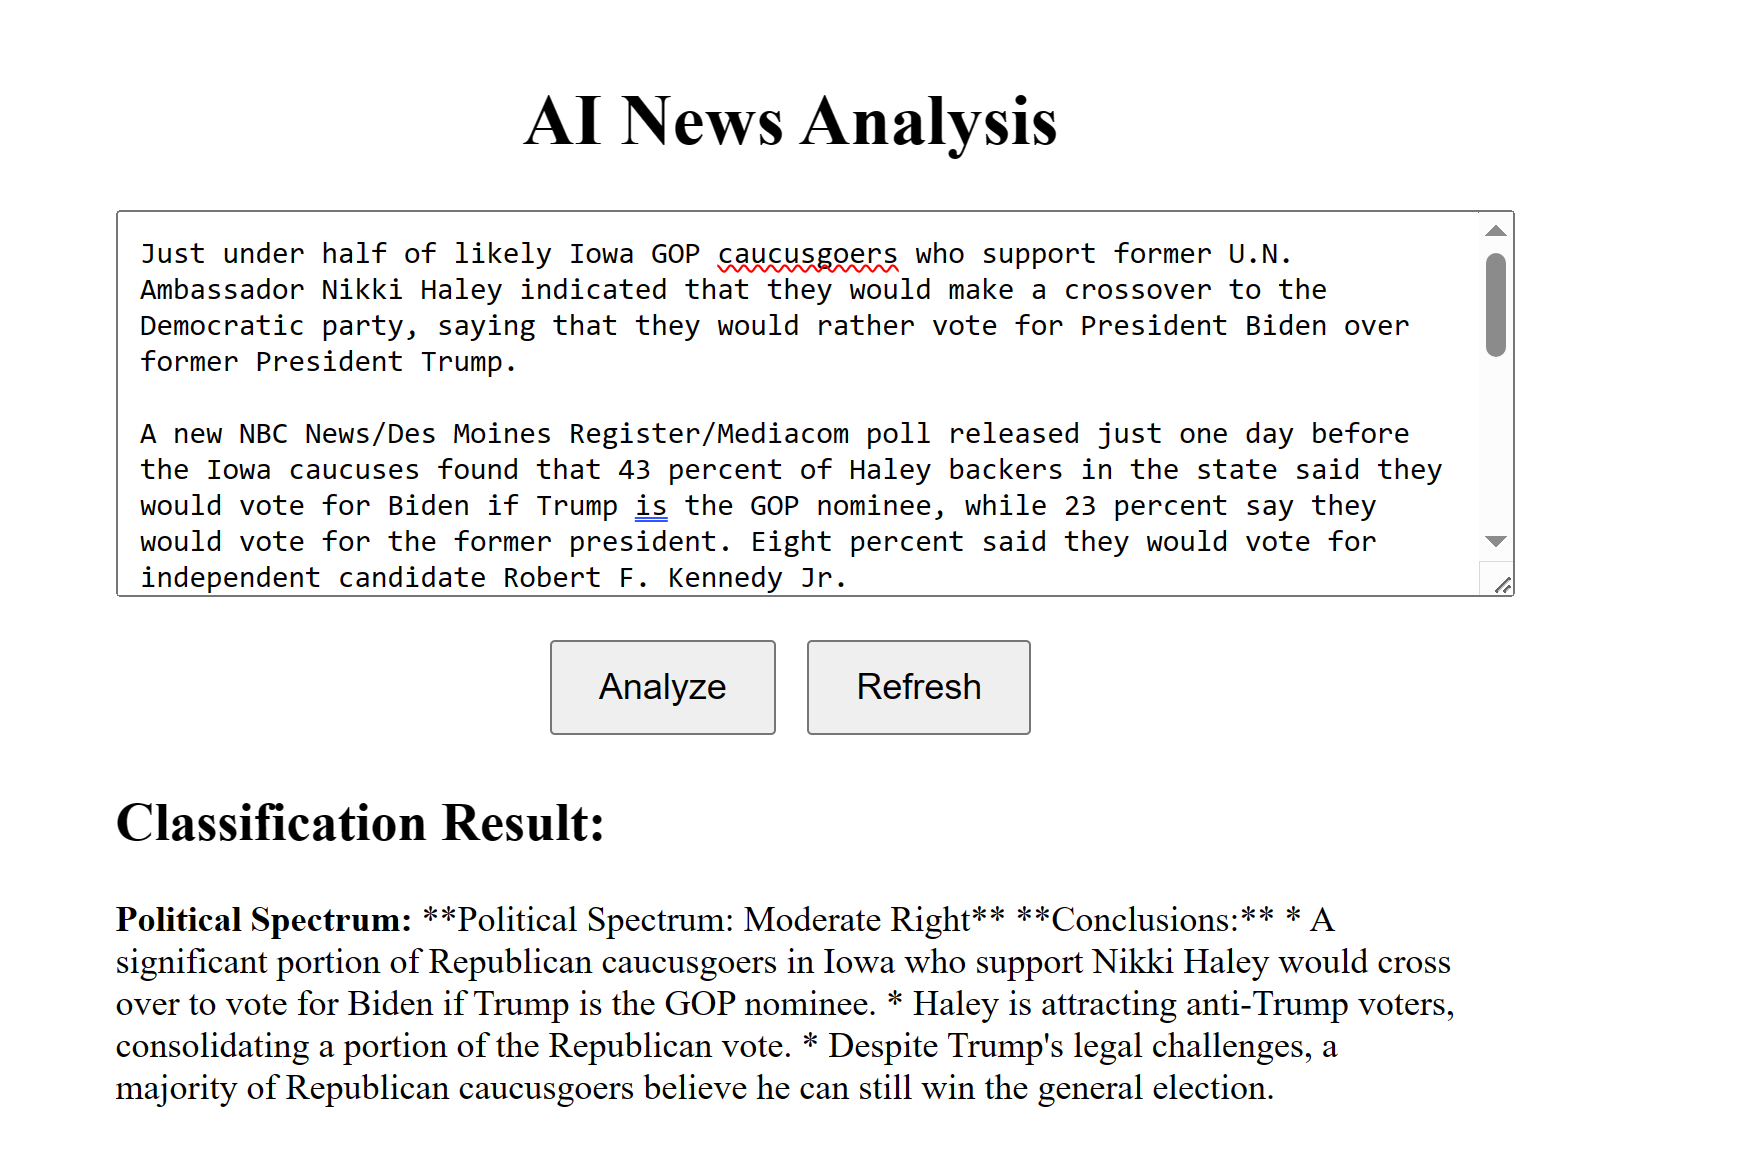 AI News Analysis
Just under half of likely Iowa GOP caucusgoers who support former U.N.
Ambassador Nikki Haley indicated that they would make a crossover to the
Democratic party, saying that they would rather vote for President Biden over
former President Trump.
A new NBC News/Des Moines Register/Mediacom poll released just one day before
the Iowa caucuses found that 43 percent of Haley backers in the state said they
would vote for Biden if Trump is the GOP nominee, while 23 percent say they
would vote for the former president. Eight percent said they would vote for
independent candidate Robert F. Kennedy Jr.
Analyze
Refresh
Classification Result:
Political Spectrum: **Political Spectrum: Moderate Right** **Conclusions:** * A
significant portion of Republican caucusgoers in Iowa who support Nikki Haley would cross
over to vote for Biden if Trump is the GOP nominee. * Haley is attracting anti-Trump voters,
consolidating a portion of the Republican vote. * Despite Trump's legal challenges, a
majority of Republican caucusgoers believe he can still win the general election.